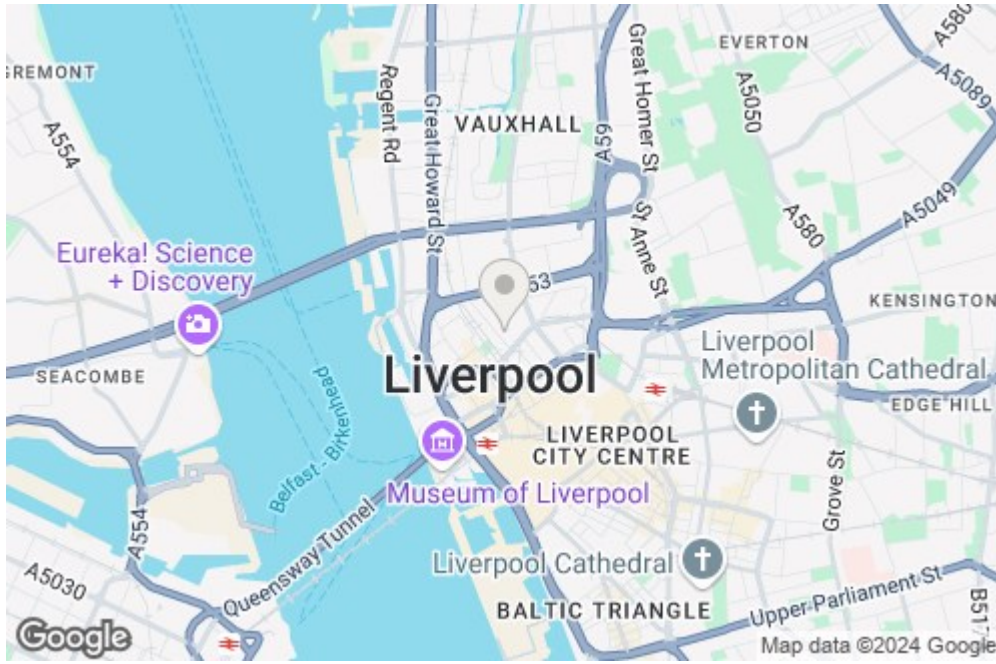 GREMONT
A554
Regent Rd
Great Howard St
VAUXHALL
A59
Great Homer St
St Anne St
EVERTON
A5050
A580
A5089
A580
A5049
Eureka! Science
+ Discovery
53
KENSINGTON
SEACOMBE
Liverpool
Liverpool
Metropolitan Cathedral
EDGE HILL
Belfast - Birkenhead
LIVERPOOL
CITY CENTRE
Museum of Liverpool
Grove St
A554
Queensway Tunnel
A5030
Liverpool Cathedral
BALTIC TRIANGLE
Upper Parliament St
B517
Google
Map data ©2024 Google